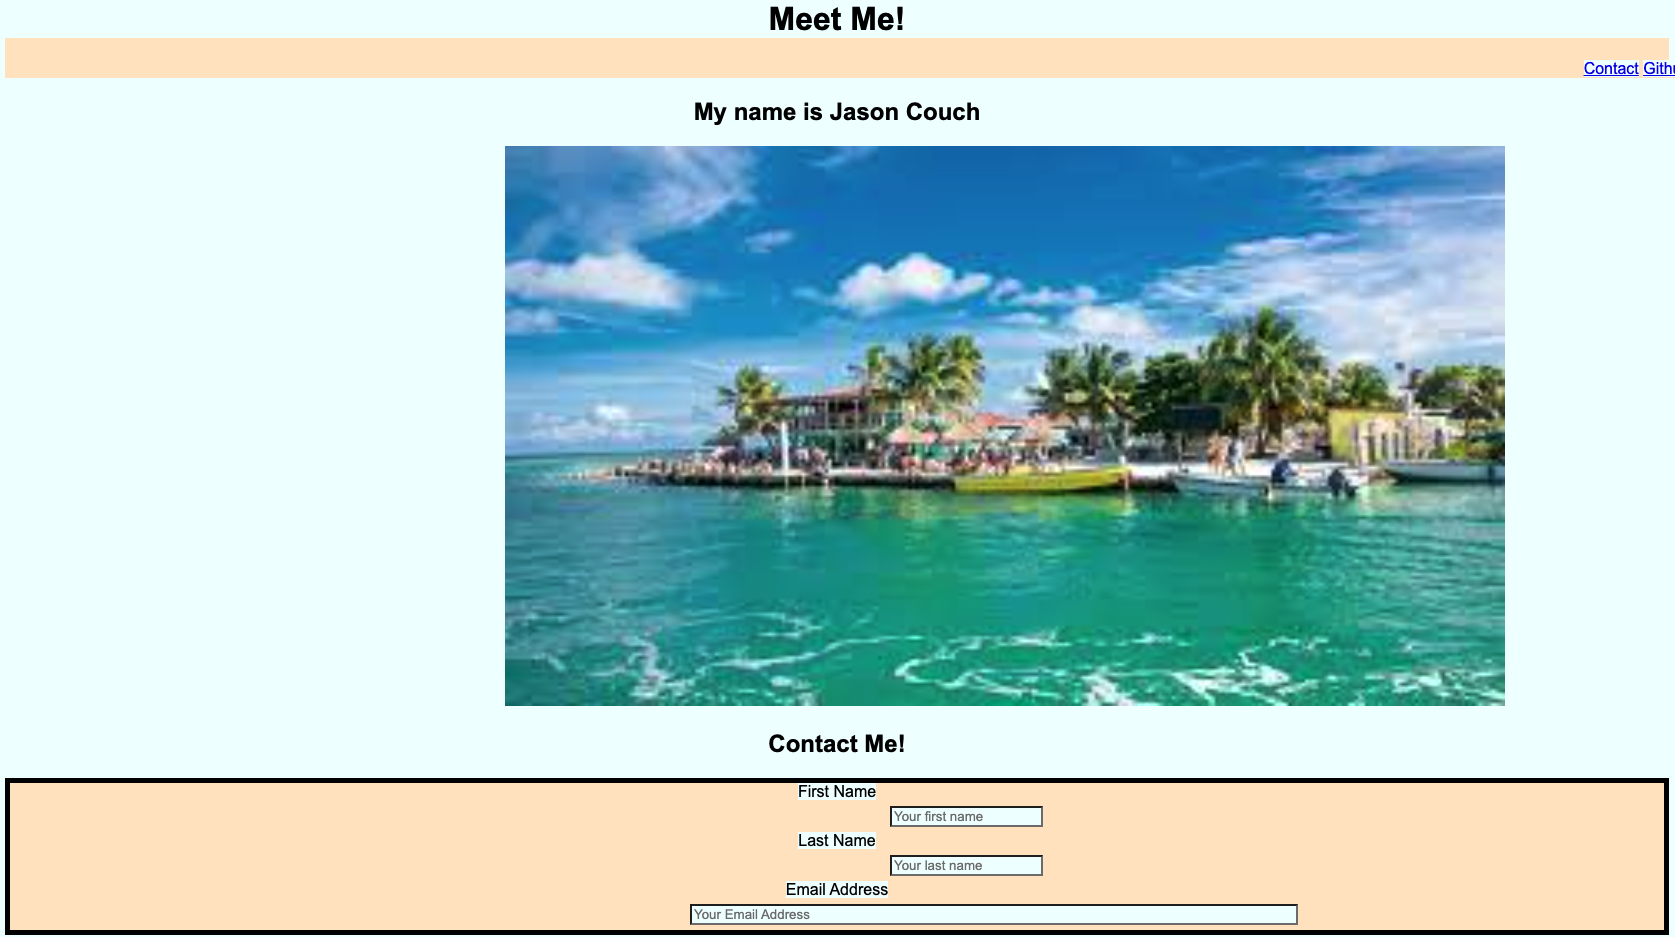 Meet Me!
Contact Githu
My name is Jason Couch
Contact Me!
First Name
Your first name
Last Name
Your last name
Email Address
Your Email Address